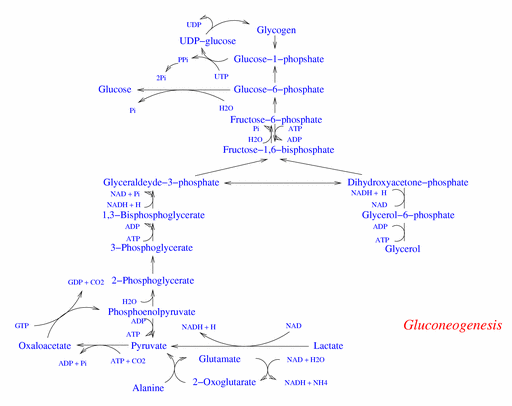 UDP
Glycogen
UDP-glucose
PPi
Glucose-1-phopshate
2Pi
UTP
Glucose
Glucose-6-phosphate
Pi
H2O
Fructose-6-phosphate
Pi
ATP
H2O
ADP
Fructose-1,6-bisphosphate
Glyceraldeyde-3-phosphate
Dihydroxyacetone-phosphate
NAD + Pi
NADH + H
NADH + H
NAD
1,3-Bisphosphoglycerate
Glycerol-6-phosphate
ADP
ADP
ATP
ATP
3-Phosphoglycerate
Glycerol
2-Phosphoglycerate
GDP + CO2
H2O
Phosphoenolpyruvate
ADP
GTP
NADH + H
NAD
Gluconeogenesis
ATP
Oxaloacetate
Pyruvate
Lactate
ADP + Pi
ATP + CO2
Glutamate
NAD + H2O
Alanine
2-Oxoglutarate
NADH + NH4